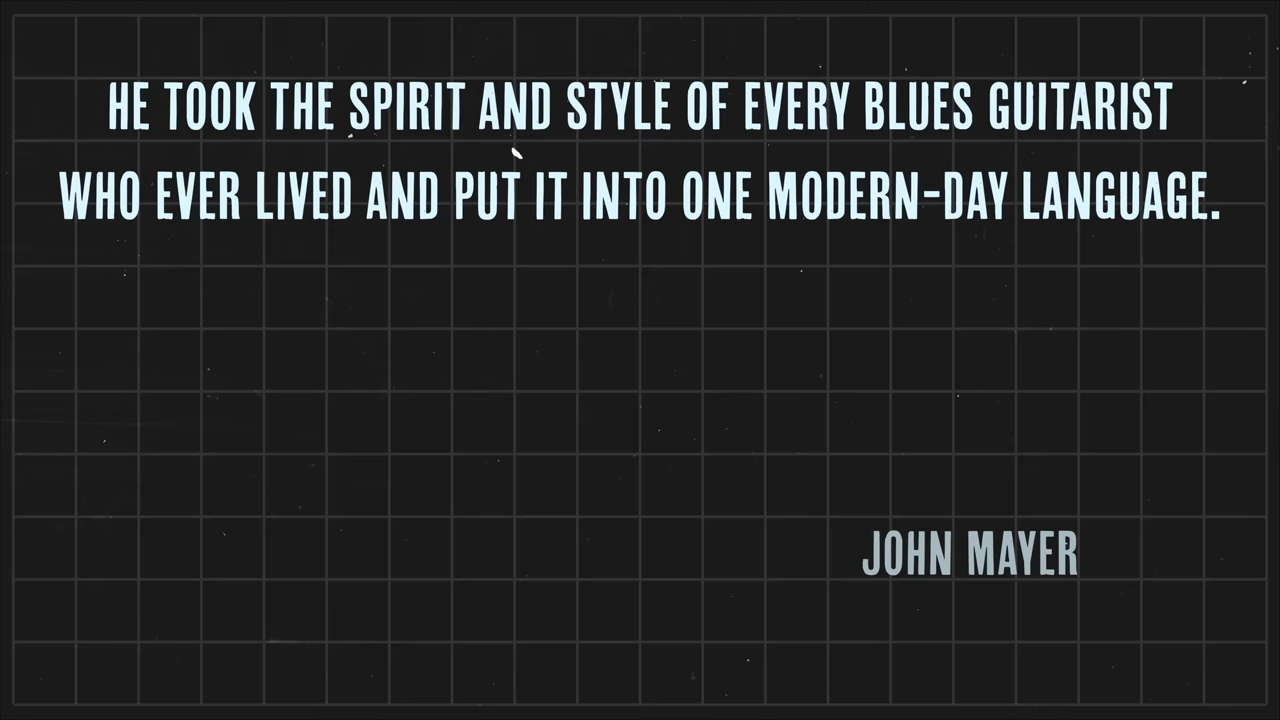 HE TOOK THE SPIRIT AND STYLE OF EVERY BLUES GUITARIST
WHO EVER LIVED AND PUT IT INTO ONE MODERN-DAY LANGUAGE.
JOHN MAYER